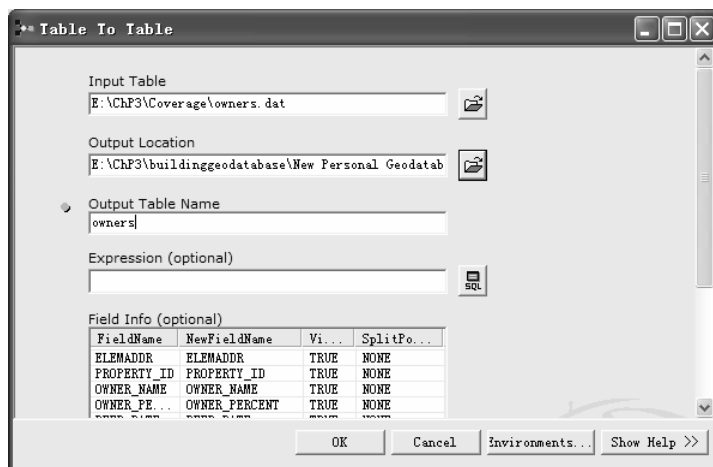 Table To Table
Input Table
E:\ChP3\Coverage\owners.dat
Output Location
E:\ChP3\buildinggeodatabase\New Personal Geodatab
Output Table Name
owners
Expression (optional)
SQL
Field Info (optional)
FieldName NewFieldName Vi... SplitPo...
ELEMADDR ELEMADDR TRUE NONE
PROPERTY_ID PROPERTY_ID TRUE NONE
OWNER_NAME OWNER_NAME TRUE NONE
OWNER_PE... OWNER_PERCENT TRUE NONE
OK Cancel Environments... Show Help >>